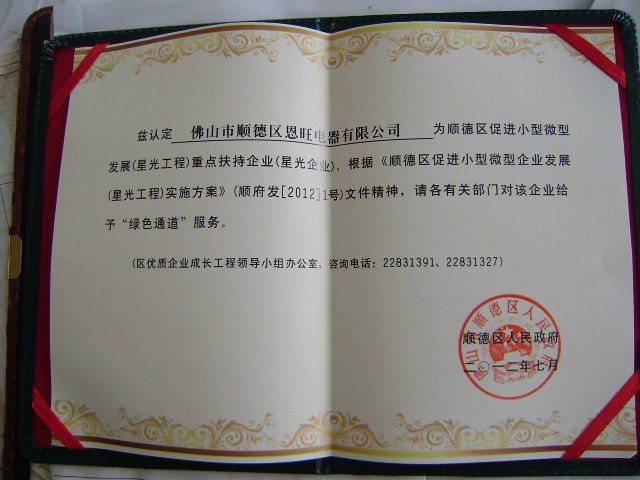 兹认定 佛山市顺德区恩旺电器有限公司 为顺德区促进小型微型
发展(星光工程)重点扶持企业(星光企业)，根据《顺德区促进小型微型企业发展
(星光工程)实施方案》(顺府发[2012]1号)文件精神，请各有关部门对该企业给
予“绿色通道”服务。
(区优质企业成长工程领导小组办公室，咨询电话：22831391、22831327)
佛山市顺德区人民政府
顺德区人民政府
二〇一二年七月